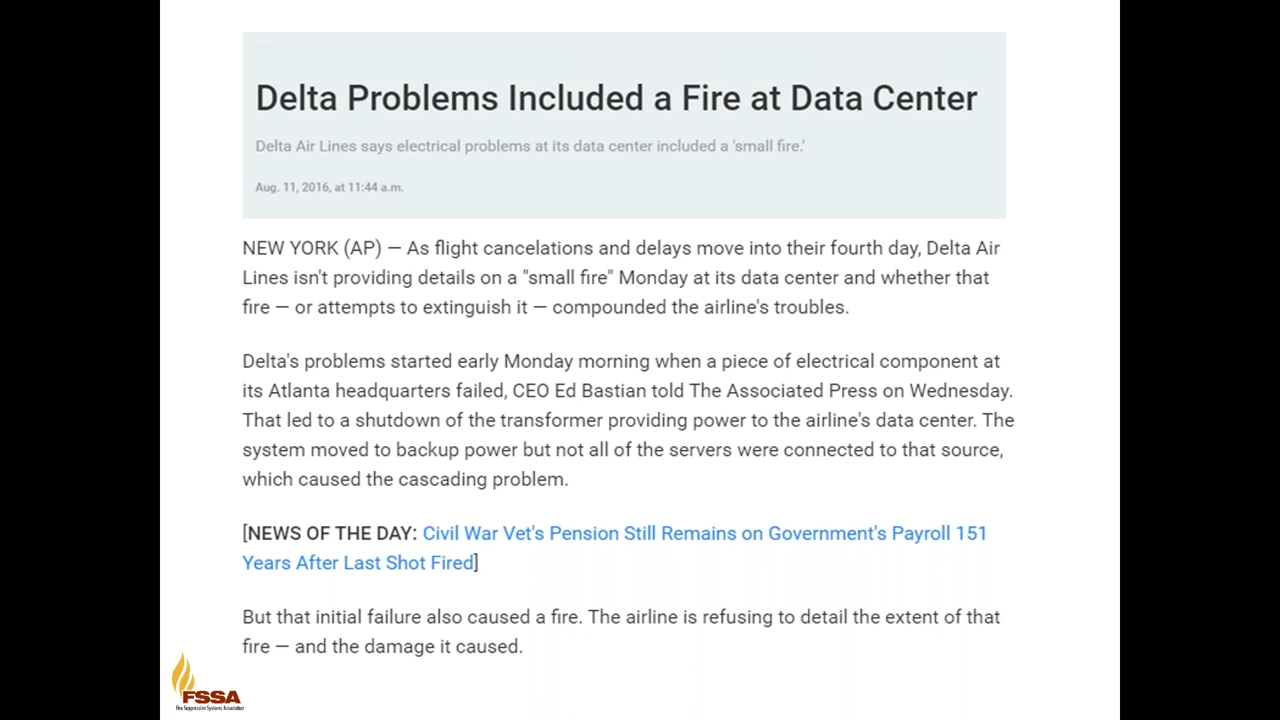 Delta Problems Included a Fire at Data Center
Delta Air Lines says electrical problems at its data center included a 'small fire.'
Aug. 11, 2016, at 11:44 a.m.
NEW YORK (AP) — As flight cancelations and delays move into their fourth day, Delta Air
Lines isn't providing details on a "small fire" Monday at its data center and whether that
fire — or attempts to extinguish it — compounded the airline's troubles.
Delta's problems started early Monday morning when a piece of electrical component at
its Atlanta headquarters failed, CEO Ed Bastian told The Associated Press on Wednesday.
That led to a shutdown of the transformer providing power to the airline's data center. The
system moved to backup power but not all of the servers were connected to that source,
which caused the cascading problem.
[NEWS OF THE DAY: Civil War Vet's Pension Still Remains on Government's Payroll 151
Years After Last Shot Fired]
But that initial failure also caused a fire. The airline is refusing to detail the extent of that
fire — and the damage it caused.
FSSA
Fire Suppression Systems Association